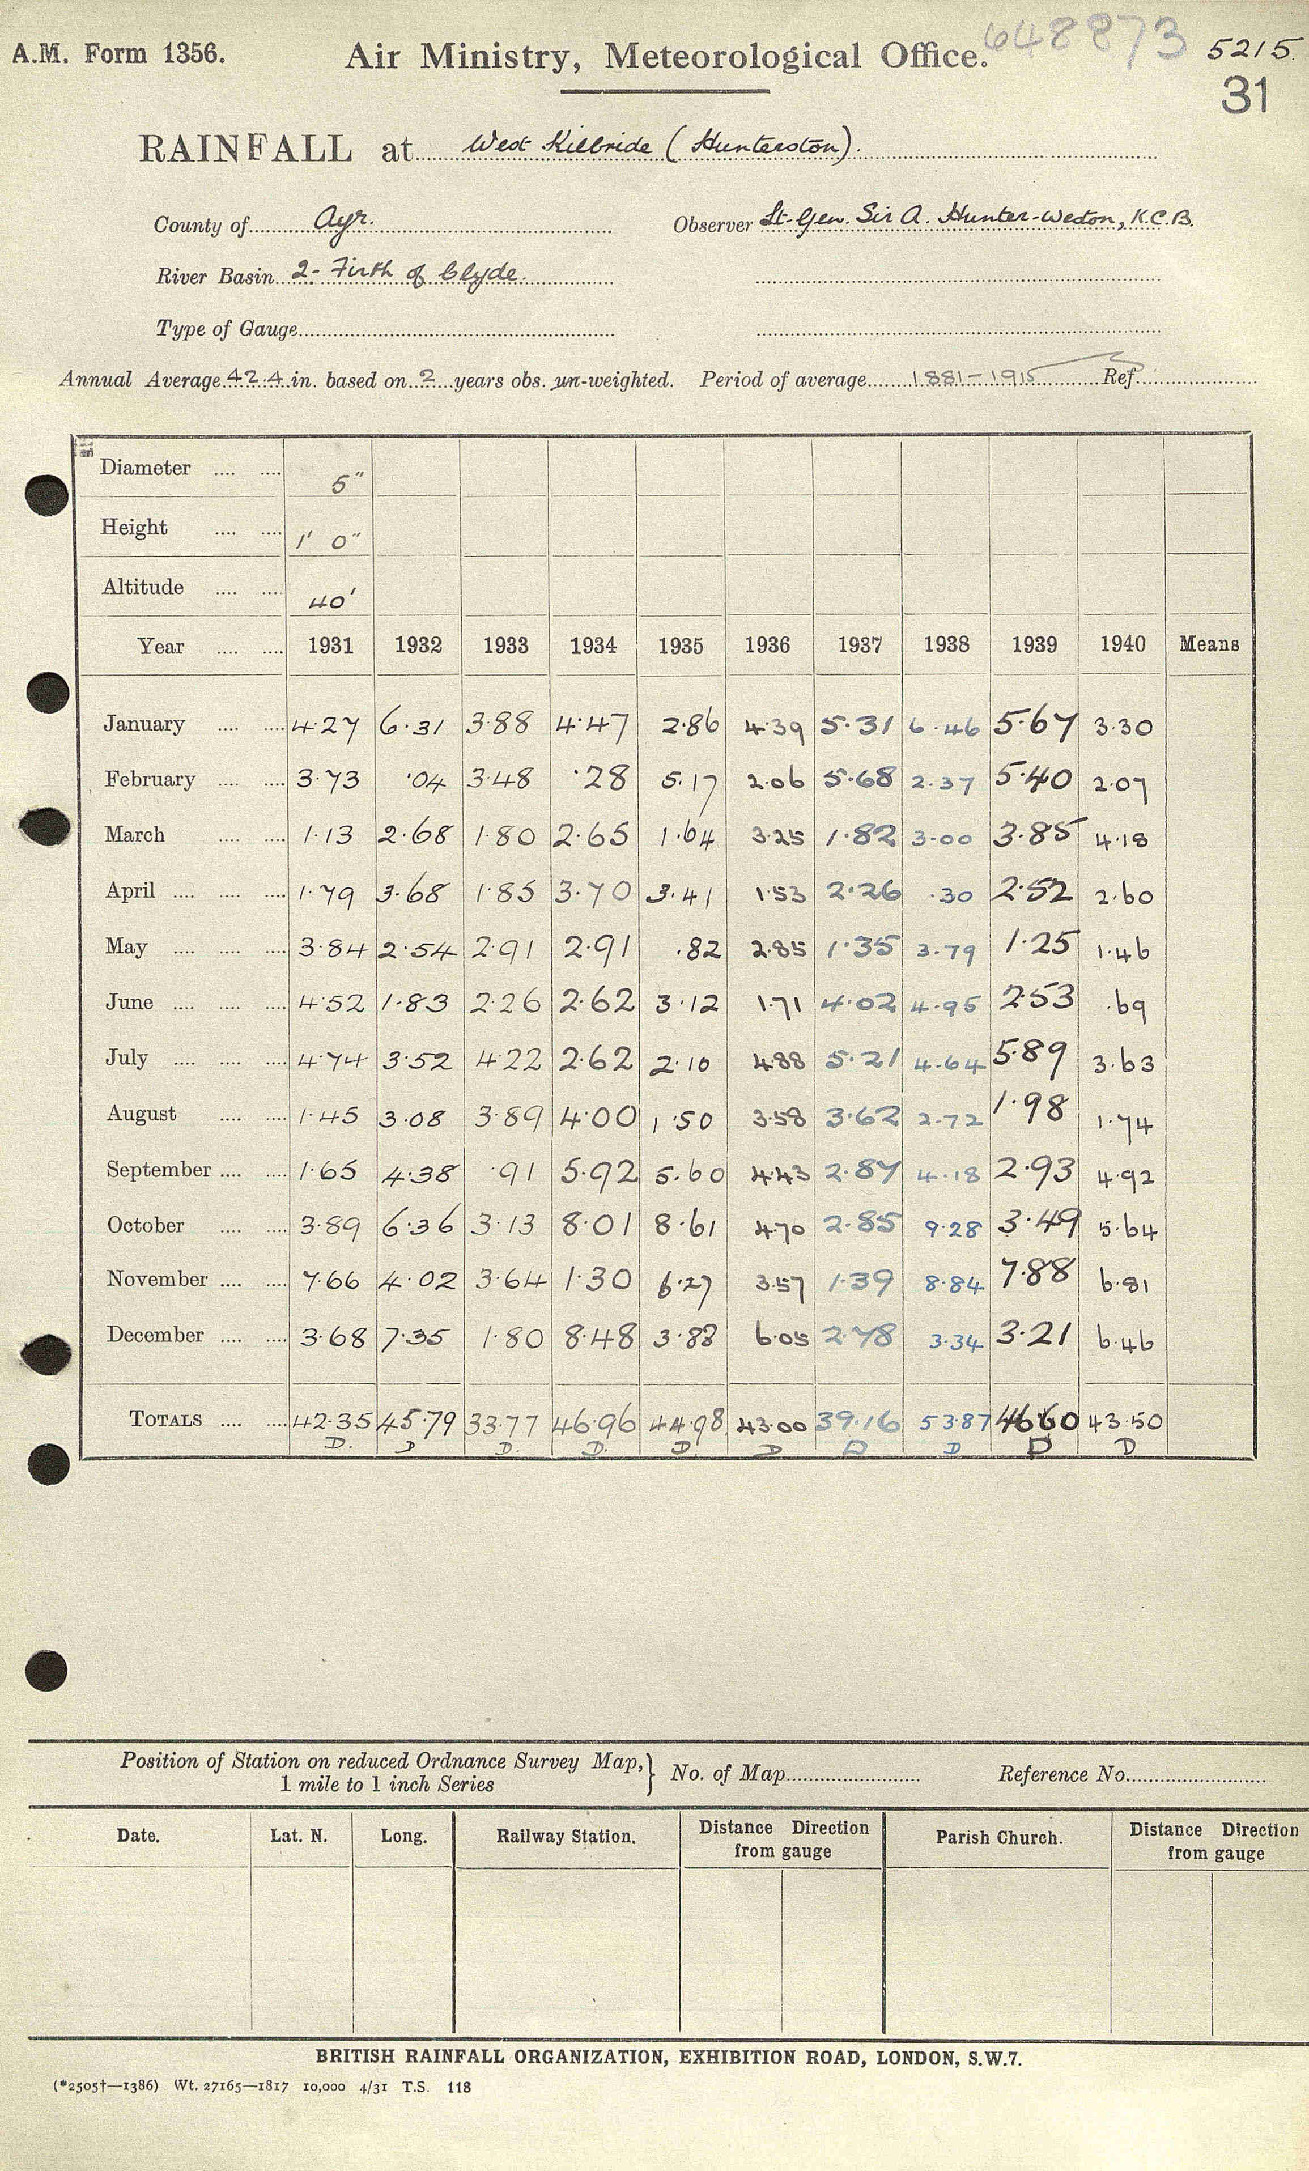 648873
A.M. Form 1356. Air Ministry, Meteorological Office. 5215.
31
RAINFALL at West Kilbride (Hunterston).
County of Ayr. Observer Lt-Gen. Sir A. Hunter-Weston, K.C.B.
River Basin 2- Firth of Clyde.
Type of Gauge
Annual Average 42.4 in. based on 2 years obs. un-weighted. Period of average 1881-1915 Ref.
Diameter 5"
Height 1' 0"
Altitude 40'
Year 1931 1932 1933 1934 1935 1936 1937 1938 1939 1940 Means
January 4.27 6.31 3.88 4.47 2.86 4.39 5.31 6.46 5.67 3.30
February 3.73 .04 3.48 .28 5.17 2.06 5.68 2.37 5.40 2.07
March 1.13 2.68 1.80 2.65 1.64 3.25 1.82 3.00 3.85 4.18
April 1.79 3.68 1.85 3.70 3.41 1.53 2.26 .30 2.52 2.60
May 3.84 2.54 2.91 2.91 .82 2.85 1.35 3.79 1.25 1.46
June 4.52 1.83 2.26 2.62 3.12 1.71 4.02 4.95 2.53 .69
July 4.74 3.52 4.22 2.62 2.10 4.88 5.21 4.64 5.89 3.63
August 1.45 3.08 3.89 4.00 1.50 3.58 3.62 2.72 1.98 1.74
September 1.65 4.38 .91 5.92 5.60 4.43 2.87 4.18 2.93 4.92
October 3.89 6.36 3.13 8.01 8.61 4.70 2.85 9.28 3.49 5.64
November 7.66 4.02 3.64 1.30 6.27 3.57 1.39 8.84 7.88 6.81
December 3.68 7.35 1.80 8.48 3.88 6.05 2.78 3.34 3.21 6.46
TOTALS 42.35 45.79 33.77 46.96 44.98 43.00 39.16 53.87 46.60 43.50
D. D D. D. D D D D D D
Position of Station on reduced Ordnance Survey Map, } No. of Map Reference No.
1 mile to 1 inch Series
Date. Lat. N. Long. Railway Station. Distance Direction from gauge Parish Church. Distance Direction from gauge
BRITISH RAINFALL ORGANIZATION, EXHIBITION ROAD, LONDON, S.W.7.
(*2505†—1386) Wt. 27165—1817 10,000 4/31 T.S. 118